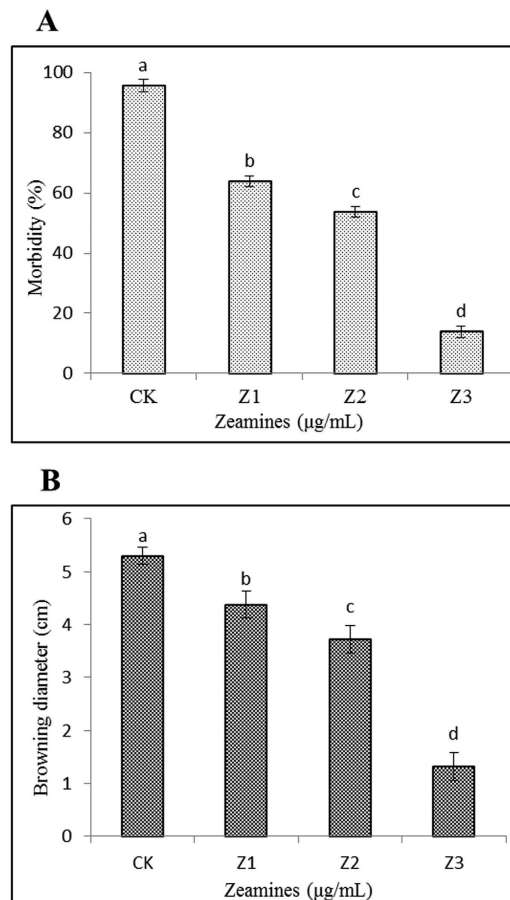 A
100
80
60
40
20
0
Morbidity (%)
a
b
c
d
CK Z1 Z2 Z3
Zeamines (µg/mL)
B
6
5
4
3
2
1
0
Browning diameter (cm)
a
b
c
d
CK Z1 Z2 Z3
Zeamines (µg/mL)